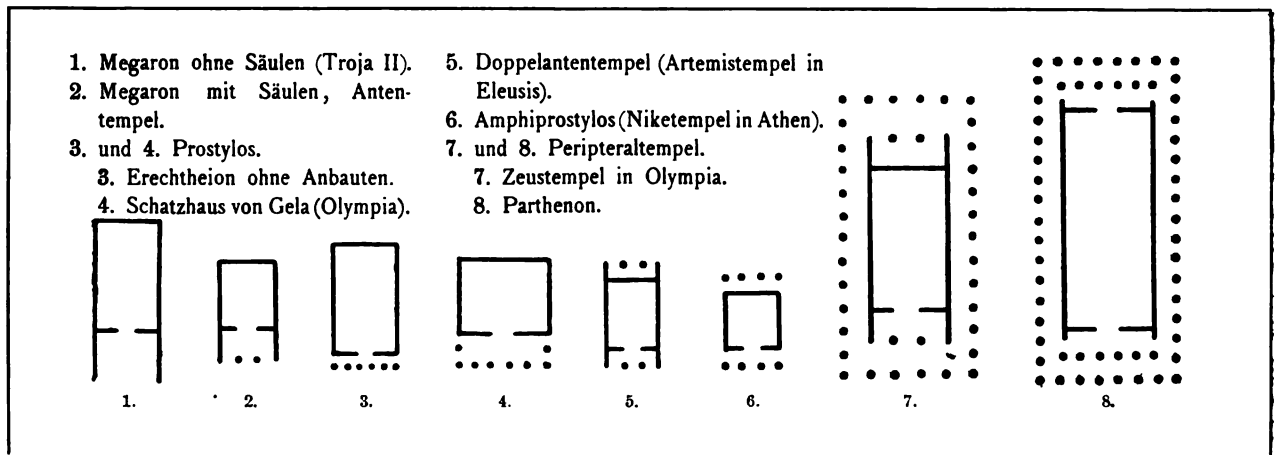 1. Megaron ohne Säulen (Troja II).
2. Megaron mit Säulen, Anten-
tempel.
3. und 4. Prostylos.
3. Erechtheion ohne Anbauten.
4. Schatzhaus von Gela (Olympia).
5. Doppelantentempel (Artemistempel in
Eleusis).
6. Amphiprostylos (Niketempel in Athen).
7. und 8. Peripteraltempel.
7. Zeustempel in Olympia.
8. Parthenon.
1. 2. 3. 4. 5. 6. 7. 8.